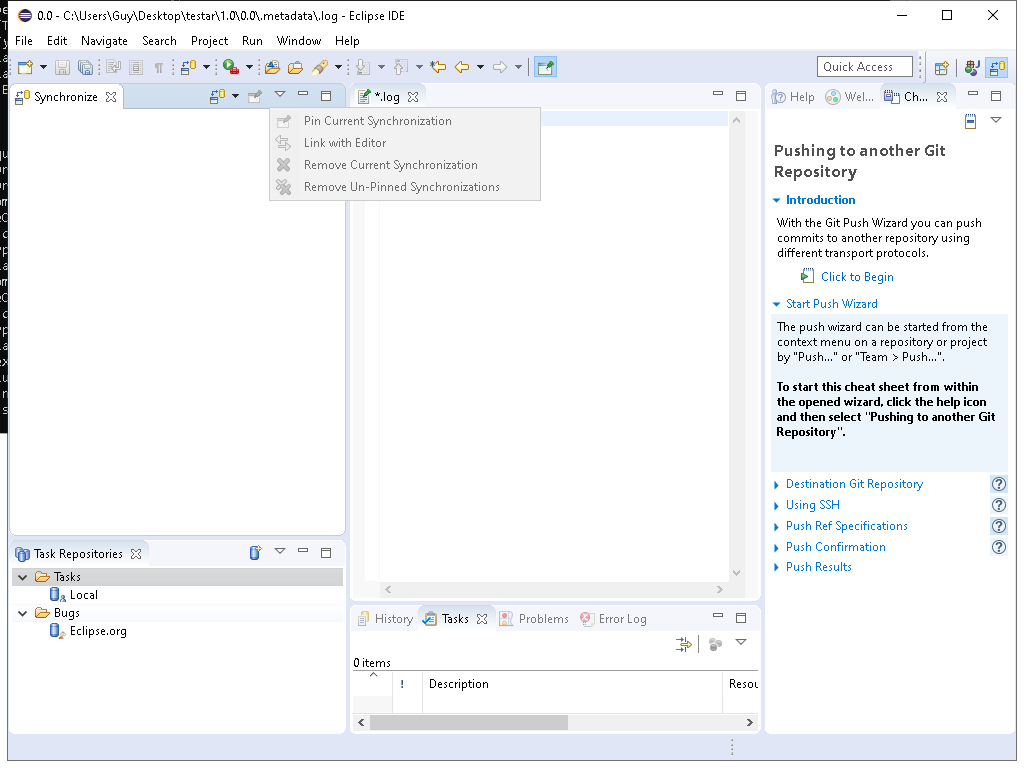 0.0 - C:\Users\Guy\Desktop\testar\1.0\0.0\.metadata\.log - Eclipse IDE
File Edit Navigate Search Project Run Window Help
Quick Access
Synchronize
*.log
Help Wel... Ch...
Pin Current Synchronization
Link with Editor
Remove Current Synchronization
Remove Un-Pinned Synchronizations
Pushing to another Git
Repository
Introduction
With the Git Push Wizard you can push
commits to another repository using
different transport protocols.
Click to Begin
Start Push Wizard
The push wizard can be started from the
context menu on a repository or project
by "Push..." or "Team > Push...".
To start this cheat sheet from within
the opened wizard, click the help icon
and then select "Pushing to another Git
Repository".
Destination Git Repository
Using SSH
Push Ref Specifications
Push Confirmation
Push Results
Task Repositories
Tasks
Local
Bugs
Eclipse.org
History Tasks Problems Error Log
0 items
! Description Resou